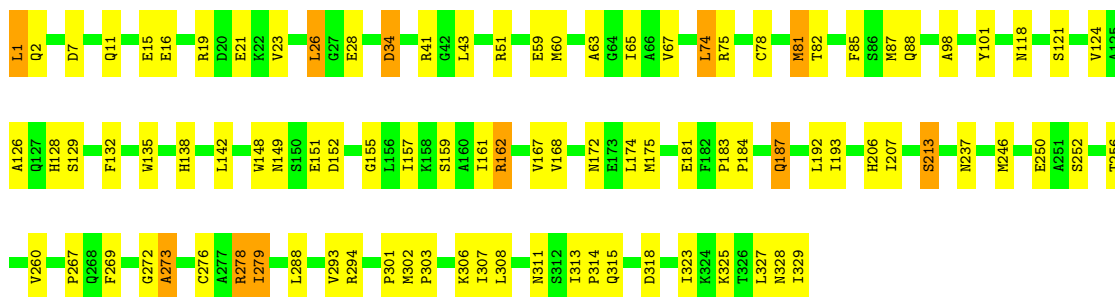 L1 Q2 D7 Q11 E15 E16 R19 D20 E21 K22 V23 L26 G27 E28 D34 R41 G42 L43 R51 E59 M60 A63 G64 I65 A66 V67 L74 R75 C78 M81 T82 F85 S86 M87 Q88 A98 Y101 N118 S121 V124 A125
A126 Q127 H128 S129 F132 W135 H138 L142 W148 N149 S150 E151 D152 G155 L156 I157 K158 S159 A160 I161 R162 V167 V168 N172 E173 L174 M175 E181 F182 P183 P184 Q187 L192 I193 H206 I207 S213 N237 M246 E250 A251 S252 T256
V260 P267 Q268 F269 G272 A273 C276 A277 R278 I279 L288 V293 R294 P301 M302 P303 K306 I307 L308 N311 S312 I313 P314 Q315 D318 I323 K324 K325 T326 L327 N328 I329